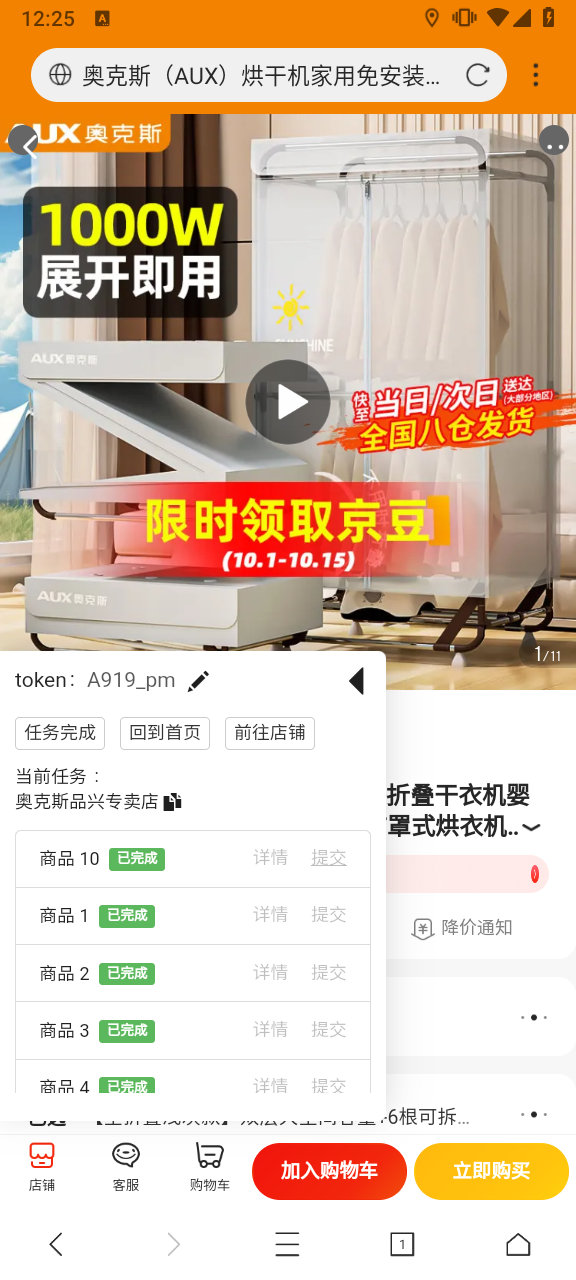 12:25
A
奥克斯（AUX）烘干机家用免安装...
AUX 奥克斯
1000W
展开即用
SUNSHINE
AUX奥克斯
快至当日/次日送达
(大部分地区)
全国八仓发货
限时领取京豆
(10.1-10.15)
AUX奥克斯
1/11
token： A919_pm
任务完成 回到首页 前往店铺
当前任务：
奥克斯品兴专卖店
折叠干衣机婴
罩式烘衣机..
商品 10 已完成 详情 提交
商品 1 已完成 详情 提交
降价通知
商品 2 已完成 详情 提交
商品 3 已完成 详情 提交
商品 4 已完成 详情 提交
6根可拆...
店铺 客服 购物车 加入购物车 立即购买
1